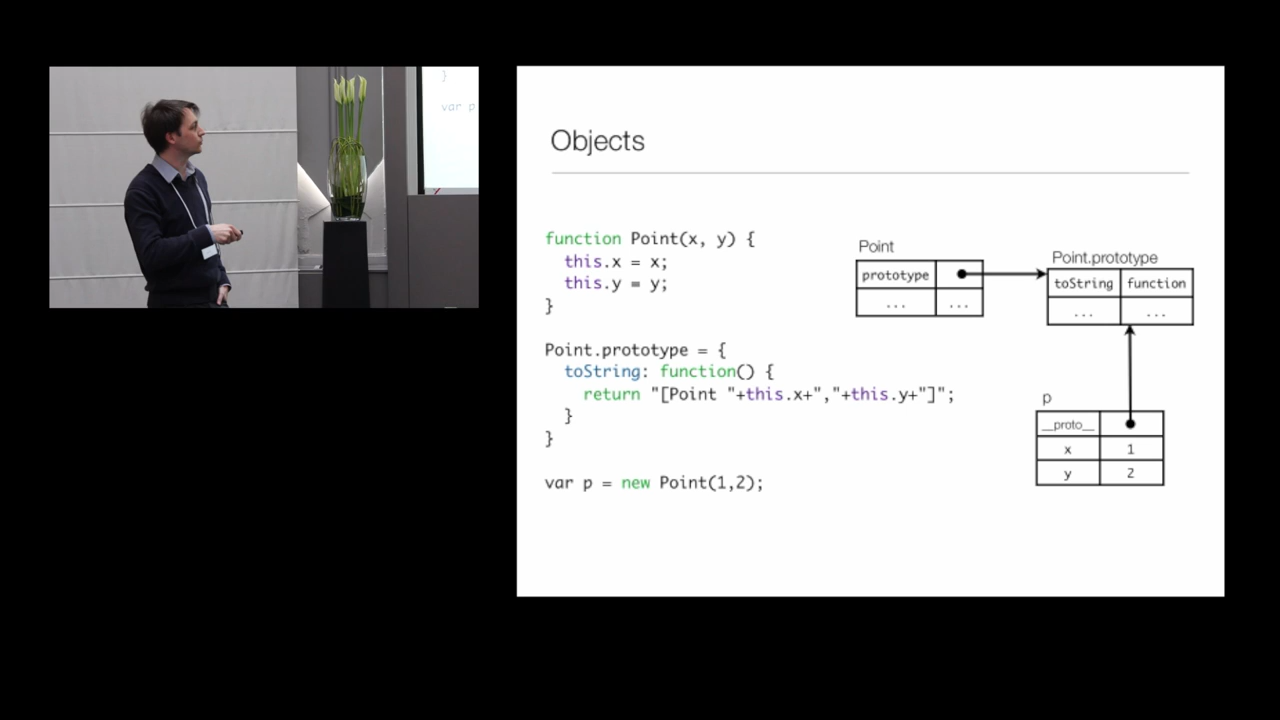 }
var p
Objects
function Point(x, y) {
  this.x = x;
  this.y = y;
}
Point.prototype = {
  toString: function() {
    return "[Point "+this.x+","+this.y+"]";
  }
}
var p = new Point(1,2);
Point
prototype
... ...
Point.prototype
toString function
... ...
p
__proto__
x 1
y 2